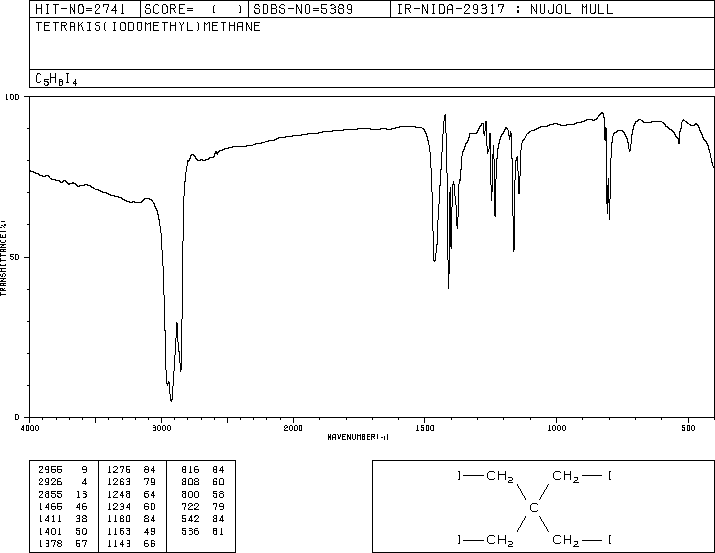 HIT-NO=2741 SCORE= ( ) SDBS-NO=5389 IR-NIDA-29317 : NUJOL MULL
TETRAKIS(IODOMETHYL)METHANE
C5H8I4
100
50
0
TRANSMITTANCE(%)
4000 3000 2000 1500 1000 500
WAVENUMBER(-1)
2966 9 1276 84 816 84
2926 4 1263 79 808 60
2855 13 1248 64 800 58
1466 46 1234 60 722 79
1411 38 1180 84 542 84
1401 50 1163 49 536 81
1378 57 1143 66
I—CH2 CH2—I
C
I—CH2 CH2—I